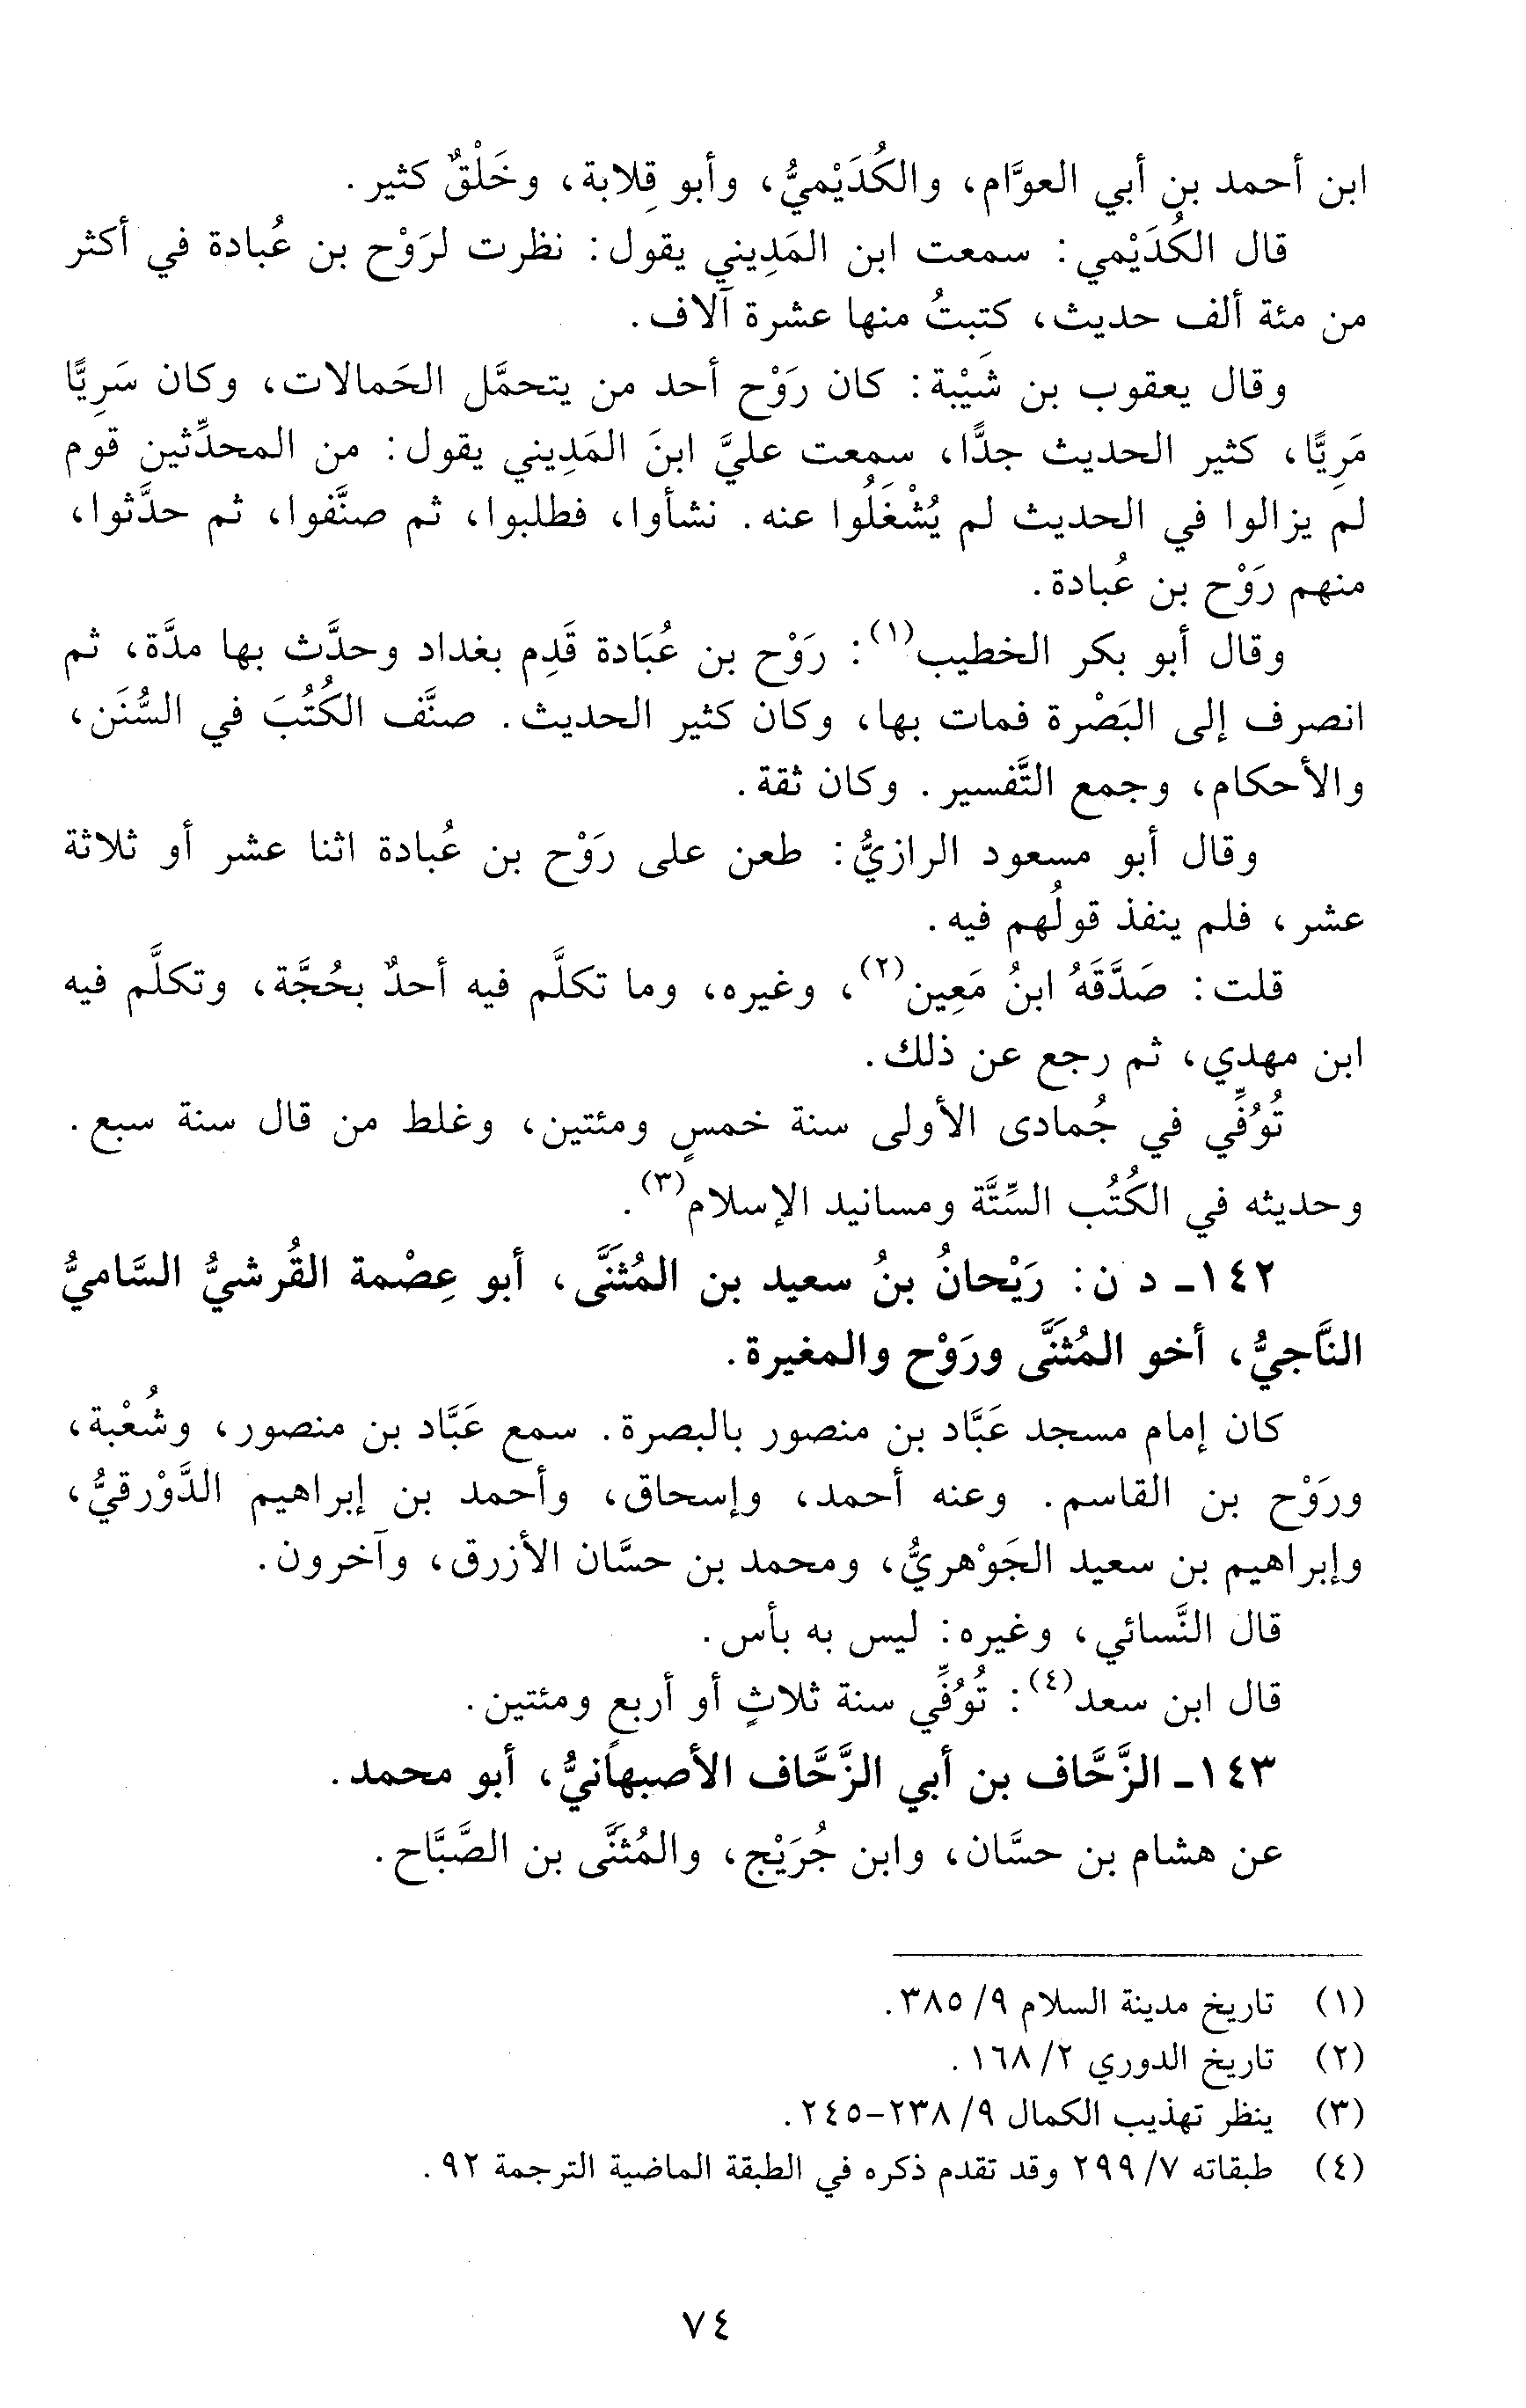 ابن أحمد بن أبي العوَّام، والكُدَيْميُّ، وأبو قِلابة، وخَلْقٌ كثير.
قال الكُدَيْمي: سمعت ابن المَدِيني يقول: نظرت لرَوْح بن عُبادة في أكثر
من مئة ألف حديث، كتبتُ منها عشرة آلاف.
وقال يعقوب بن شَيْبة: كان رَوْح أحد من يتحمَّل الحَمالات، وكان سَرِيًّا
مَرِيًّا، كثير الحديث جدًّا، سمعت عليَّ ابنَ المَدِيني يقول: من المحدِّثين قوم
لم يزالوا في الحديث لم يُشْغَلُوا عنه. نشأوا، فطلبوا، ثم صنَّفوا، ثم حدَّثوا،
منهم رَوْح بن عُبادة.
وقال أبو بكر الخطيب(١): رَوْح بن عُبَادة قَدِم بغداد وحدَّث بها مدَّة، ثم
انصرف إلى البَصْرة فمات بها، وكان كثير الحديث. صنَّف الكُتُبَ في السُّنَن،
والأحكام، وجمع التَّفسير. وكان ثقة.
وقال أبو مسعود الرازيُّ: طعن على رَوْح بن عُبادة اثنا عشر أو ثلاثة
عشر، فلم ينفذ قولُهم فيه.
قلت: صَدَّقَهُ ابنُ مَعِين(٢)، وغيره، وما تكلَّم فيه أحدٌ بحُجَّة، وتكلَّم فيه
ابن مهدي، ثم رجع عن ذلك.
تُوُفِّي في جُمادى الأولى سنة خمسٍ ومئتين، وغلط من قال سنة سبع.
وحديثه في الكُتُب السِّتَّة ومسانيد الإسلام(٣).
١٤٢- د ن: رَيْحانُ بنُ سعيد بن المُثنَّى، أبو عِصْمة القُرشيُّ السَّاميُّ
النَّاجيُّ، أخو المُثنَّى ورَوْح والمغيرة.
كان إمام مسجد عَبَّاد بن منصور بالبصرة. سمع عَبَّاد بن منصور، وشُعْبة،
ورَوْح بن القاسم. وعنه أحمد، وإسحاق، وأحمد بن إبراهيم الدَّوْرقيُّ،
وإبراهيم بن سعيد الجَوْهريُّ، ومحمد بن حسَّان الأزرق، وآخرون.
قال النَّسائي، وغيره: ليس به بأس.
قال ابن سعد(٤): تُوُفِّي سنة ثلاثٍ أو أربعٍ ومئتين.
١٤٣- الزَّحَّاف بن أبي الزَّحَّاف الأصبهانيُّ، أبو محمد.
عن هشام بن حسَّان، وابن جُرَيْج، والمُثنَّى بن الصَّبَّاح.
(١) تاريخ مدينة السلام ٩/ ٣٨٥.
(٢) تاريخ الدوري ٢/ ١٦٨.
(٣) ينظر تهذيب الكمال ٩/ ٢٣٨-٢٤٥.
(٤) طبقاته ٧/ ٢٩٩ وقد تقدم ذكره في الطبقة الماضية الترجمة ٩٢.
٧٤